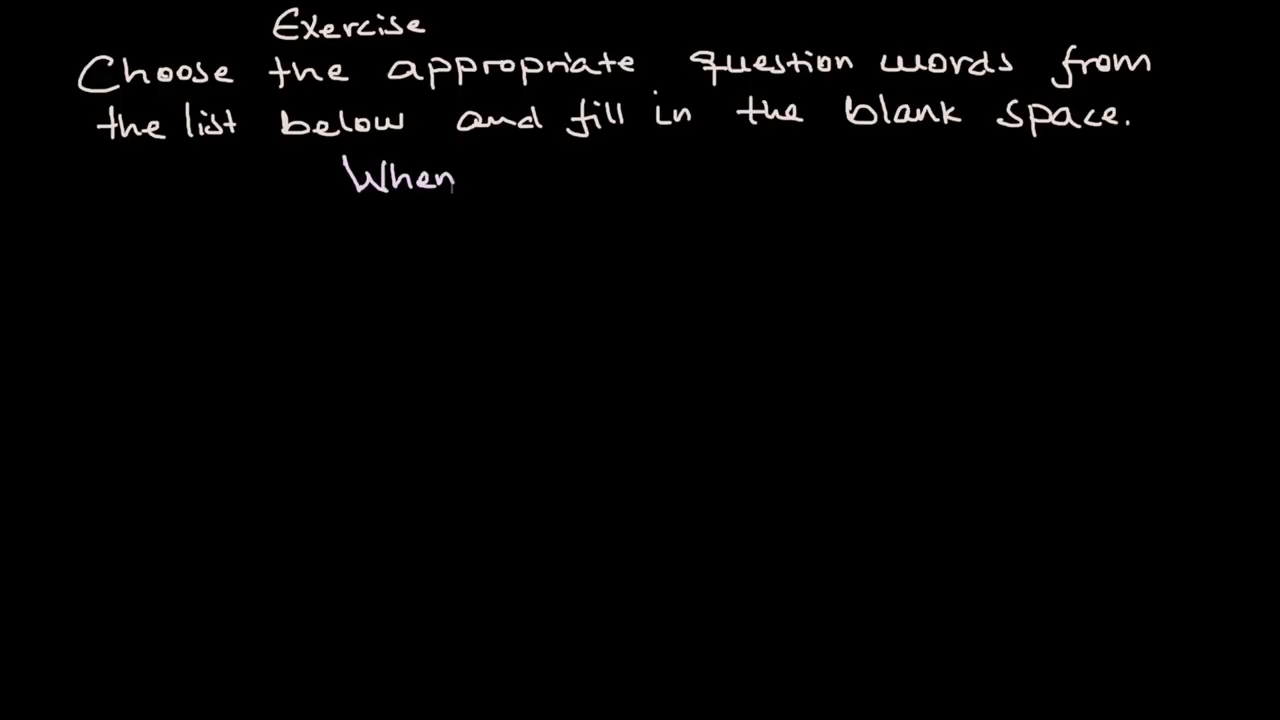 Exercise
Choose the appropriate question words from
the list below and fill in the blank space.
When